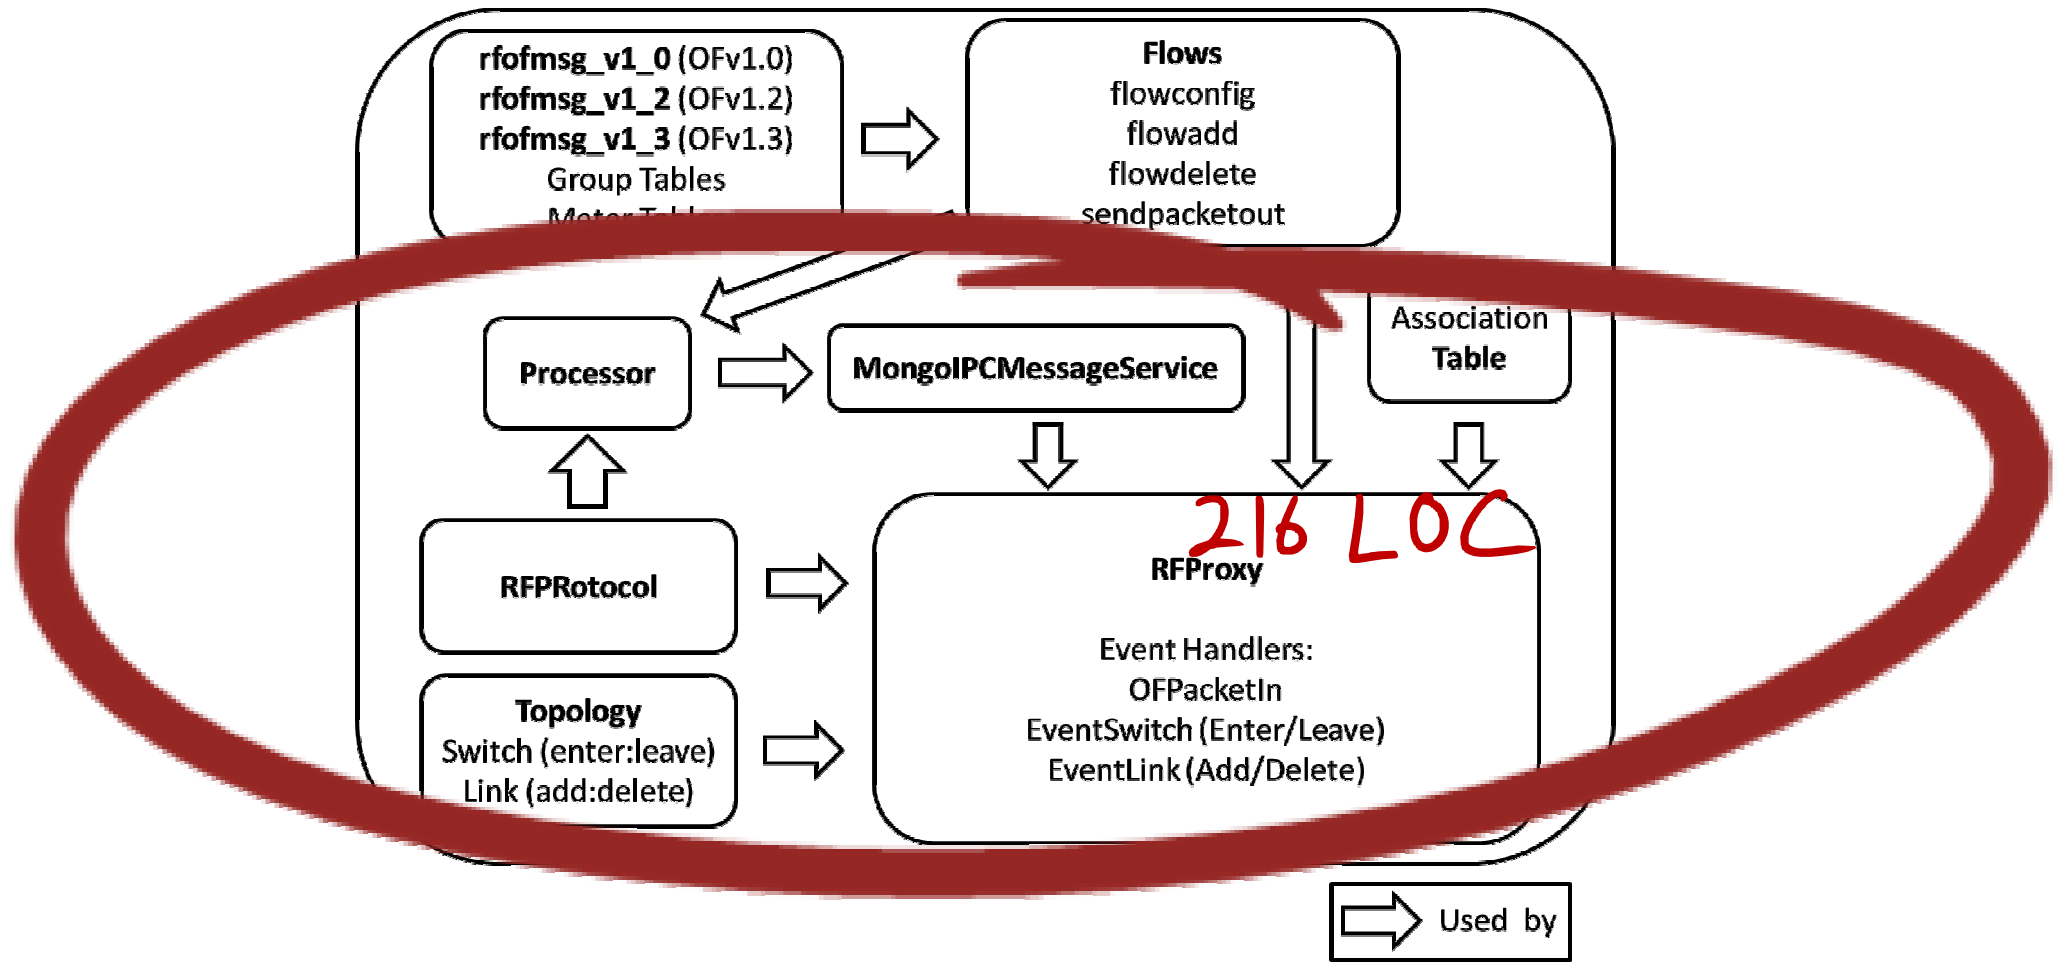 rfofmsg_v1_0 (OFv1.0)
rfofmsg_v1_2 (OFv1.2)
rfofmsg_v1_3 (OFv1.3)
Group Tables
Meter Tables
Flows
flowconfig
flowadd
flowdelete
sendpacketout
Association
Table
Processor
MongoIPCMessageService
216 LOC
RFPRotocol
RFProxy
Event Handlers:
OFPacketIn
EventSwitch (Enter/Leave)
EventLink (Add/Delete)
Topology
Switch (enter:leave)
Link (add:delete)
Used by